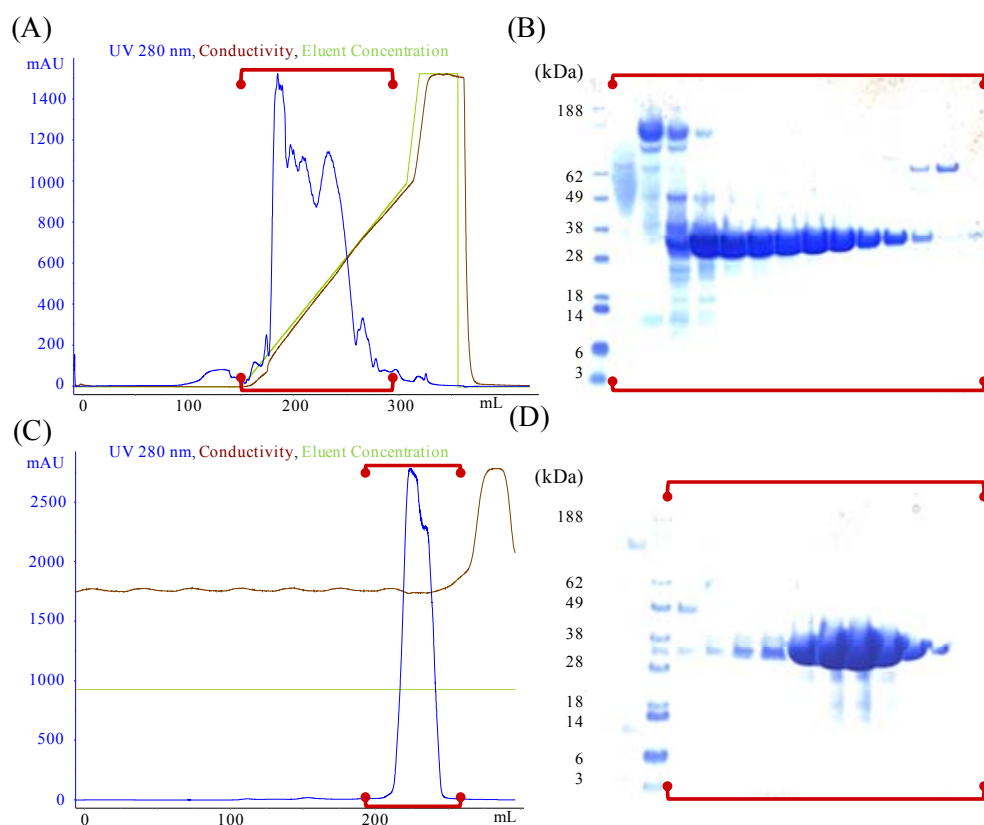 (A)
UV 280 nm, Conductivity, Eluent Concentration
mAU
1400
1200
1000
800
600
400
200
0
0 100 200 300 mL
(B)
(kDa)
188
62
49
38
28
18
14
6
3
(C)
UV 280 nm, Conductivity, Eluent Concentration
mAU
2500
2000
1500
1000
500
0
0 100 200 mL
(D)
(kDa)
188
62
49
38
28
18
14
6
3